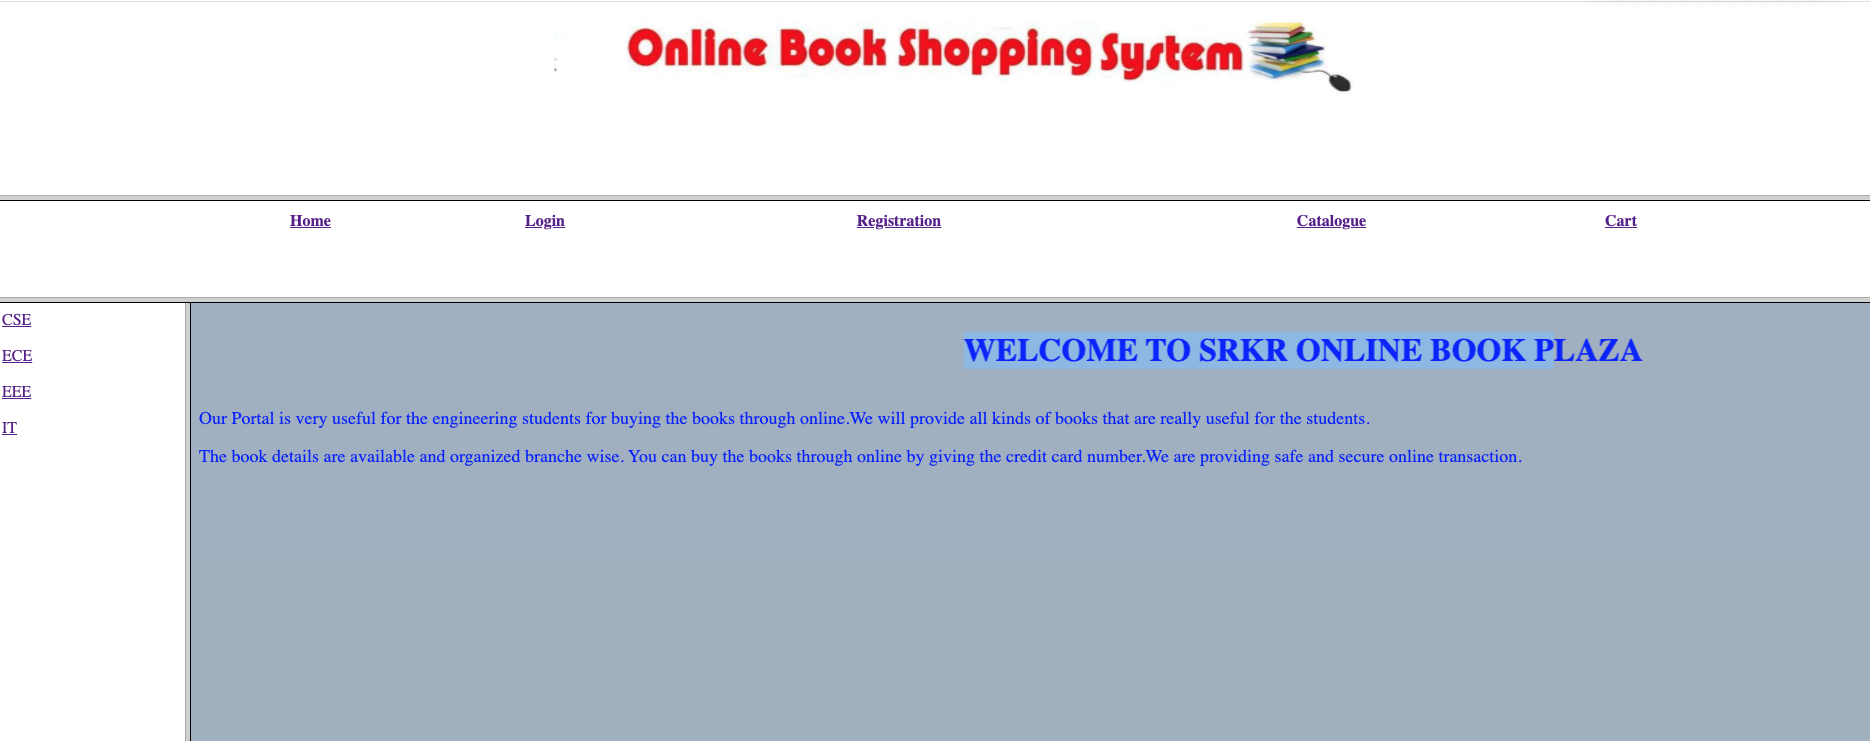 Online Book Shopping System
Home Login Registration Catalogue Cart
CSE
ECE
EEE
IT
WELCOME TO SRKR ONLINE BOOK PLAZA
Our Portal is very useful for the engineering students for buying the books through online.We will provide all kinds of books that are really useful for the students.
The book details are available and organized branche wise. You can buy the books through online by giving the credit card number.We are providing safe and secure online transaction.